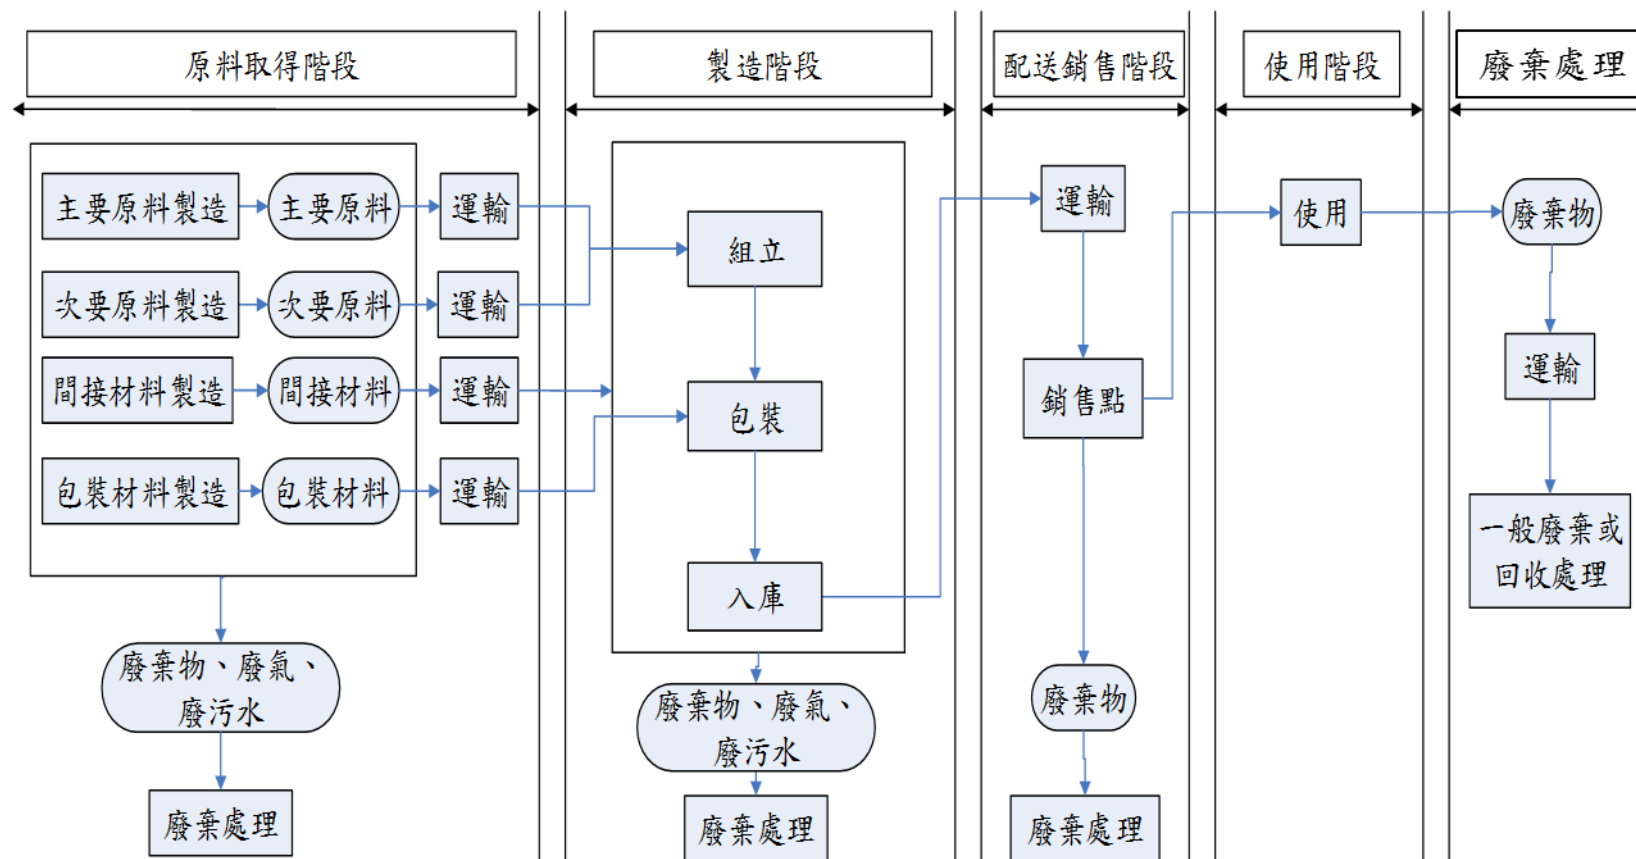 原料取得階段
製造階段
配送銷售階段
使用階段
廢棄處理
主要原料製造
主要原料
運輸
次要原料製造
次要原料
運輸
間接材料製造
間接材料
運輸
包裝材料製造
包裝材料
運輸
廢棄物、廢氣、
廢污水
廢棄處理
組立
包裝
入庫
廢棄物、廢氣、
廢污水
廢棄處理
運輸
銷售點
廢棄物
廢棄處理
使用
廢棄物
運輸
一般廢棄或
回收處理